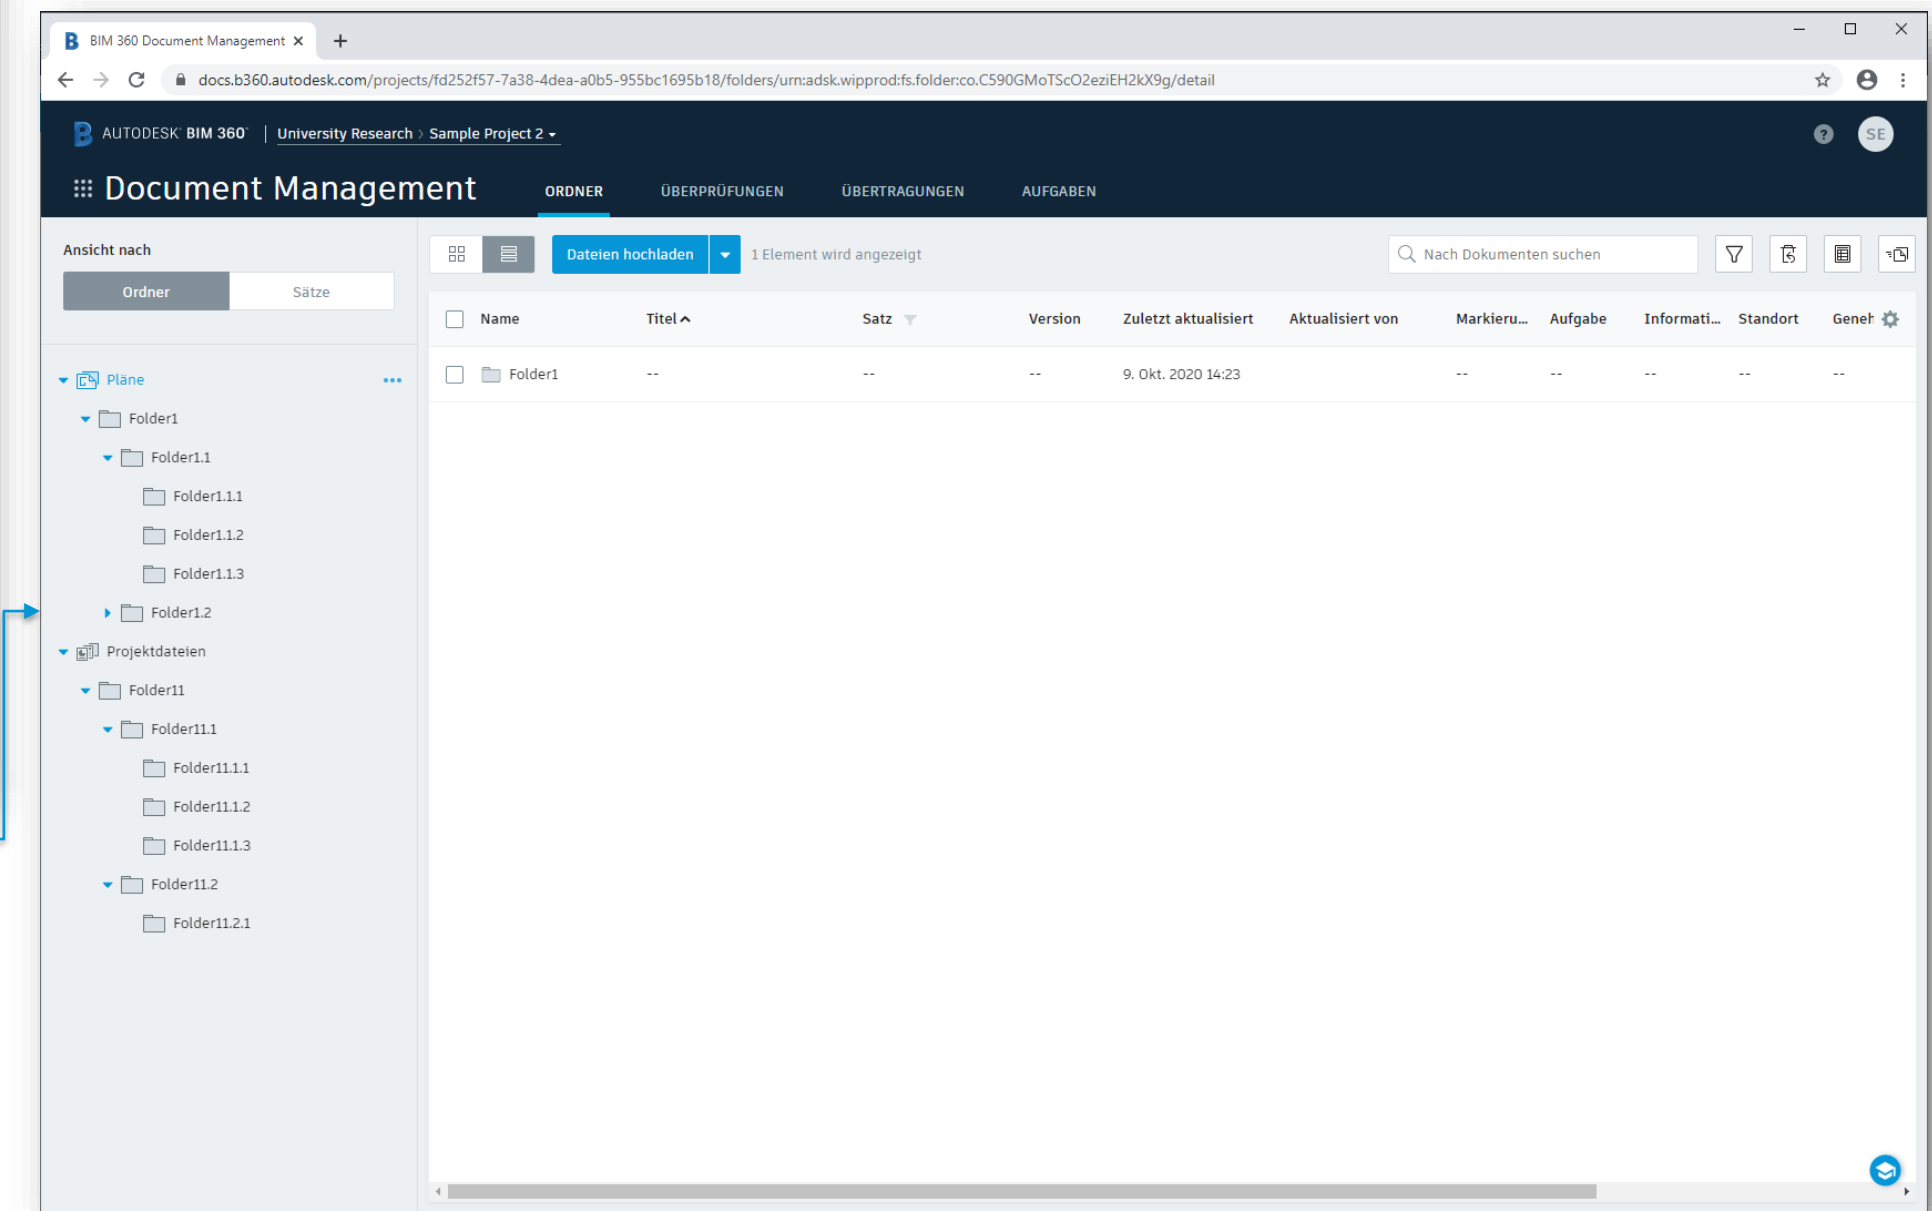 BIM 360 Document Management
docs.b360.autodesk.com/projects/fd252f57-7a38-4dea-a0b5-955bc1695b18/folders/urn:adsk.wipprod:fs.folder:co.C590GMoTScO2eziEH2kX9g/detail
AUTODESK® BIM 360™ | University Research > Sample Project 2
? SE
Document Management ORDNER ÜBERPRÜFUNGEN ÜBERTRAGUNGEN AUFGABEN
Ansicht nach
Ordner Sätze
Dateien hochladen 1 Element wird angezeigt Nach Dokumenten suchen
Name Titel Satz Version Zuletzt aktualisiert Aktualisiert von Markieru... Aufgabe Informati... Standort Geneh
Folder1 -- -- -- 9. Okt. 2020 14:23 -- -- -- -- --
Pläne
Folder1
Folder1.1
Folder1.1.1
Folder1.1.2
Folder1.1.3
Folder1.2
Projektdateien
Folder11
Folder11.1
Folder11.1.1
Folder11.1.2
Folder11.1.3
Folder11.2
Folder11.2.1